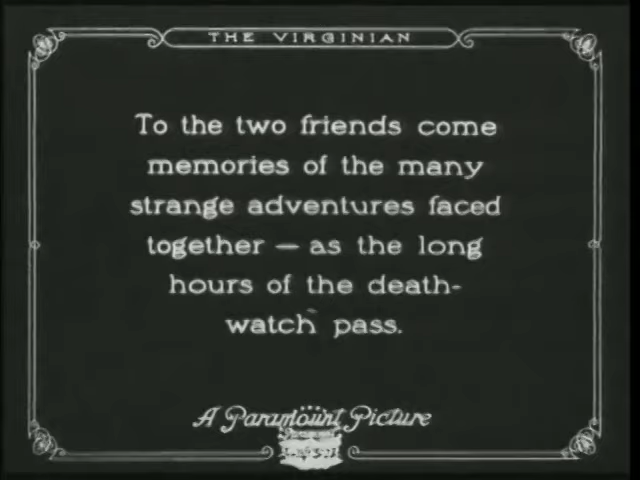 THE VIRGINIAN
To the two friends come
memories of the many
strange adventures faced
together — as the long
hours of the death-
watch pass.
A Paramount Picture